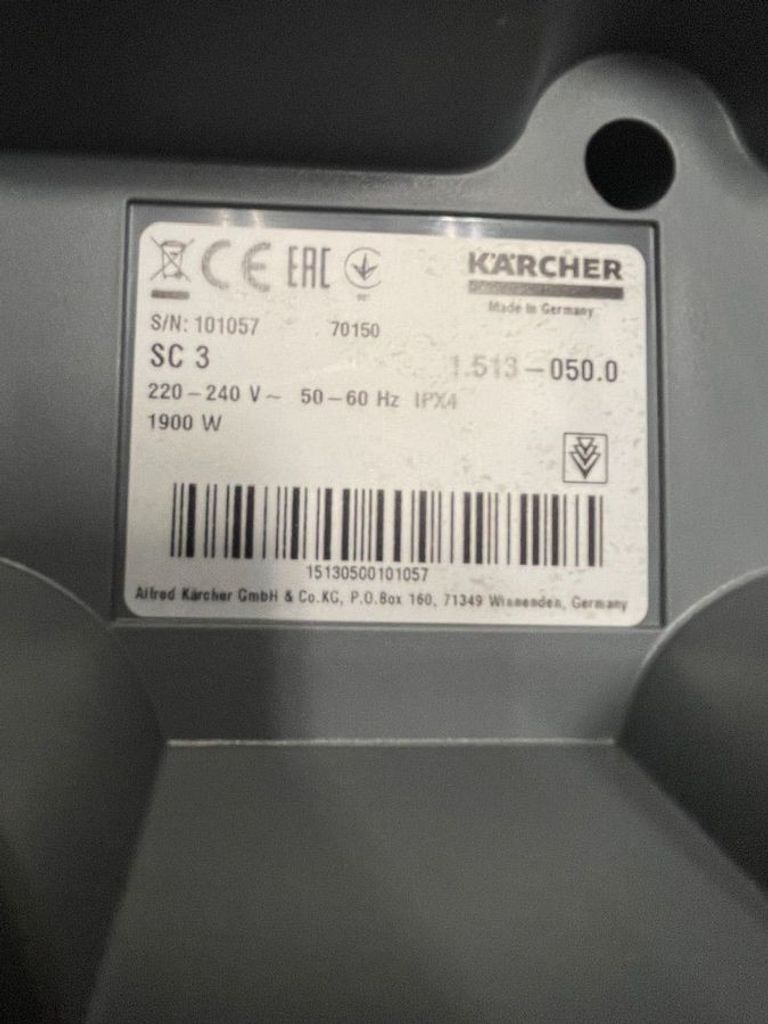 CE EAC KÄRCHER
Made in Germany
S/N: 101057 70150
SC 3 1.513-050.0
220-240 V~ 50-60 Hz IPX4
1900 W
15130500101057
Alfred Kärcher GmbH & Co.KG, P.O.Box 160, 71349 Winnenden, Germany